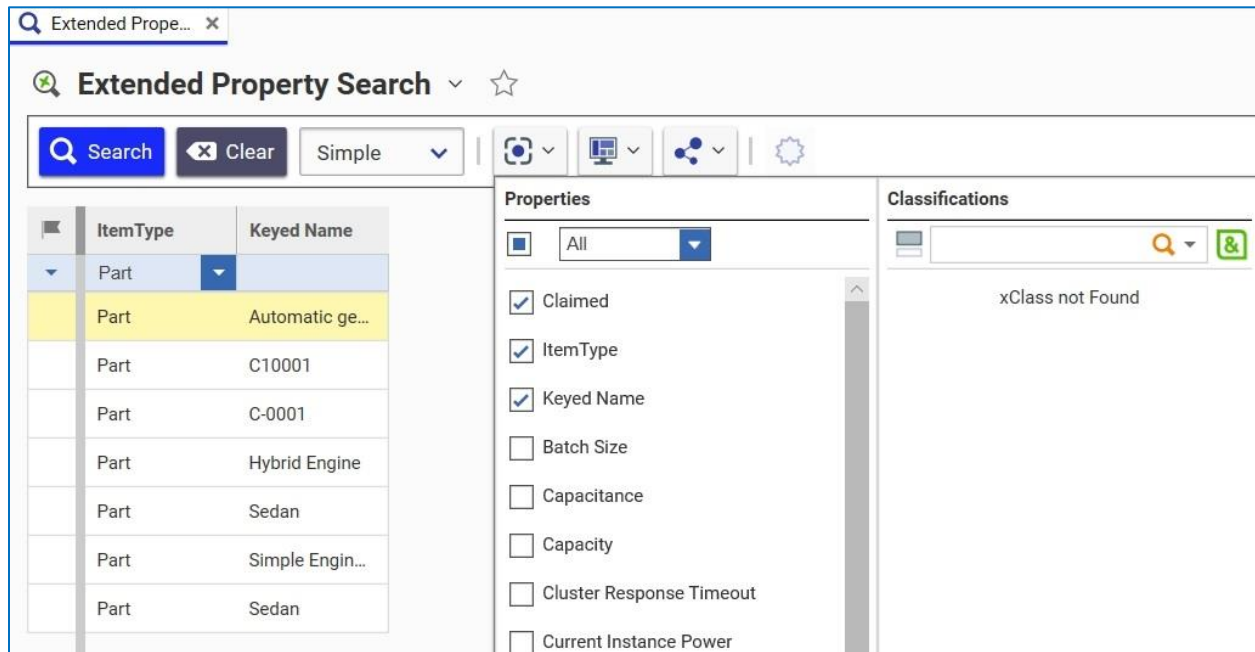 Extended Prope...
Extended Property Search
Search Clear Simple
Properties Classifications
ItemType Keyed Name
All &
Part
Claimed xClass not Found
Part Automatic ge...
ItemType
Part C10001
Keyed Name
Part C-0001
Batch Size
Part Hybrid Engine
Capacitance
Part Sedan
Capacity
Part Simple Engin...
Cluster Response Timeout
Part Sedan
Current Instance Power